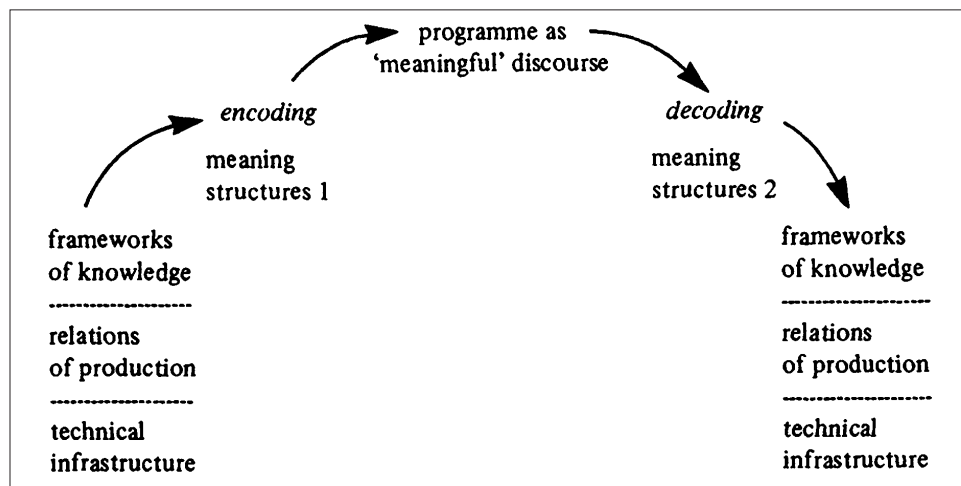 programme as
‘meaningful’ discourse
encoding
meaning
structures 1
decoding
meaning
structures 2
frameworks
of knowledge
relations
of production
technical
infrastructure
frameworks
of knowledge
relations
of production
technical
infrastructure